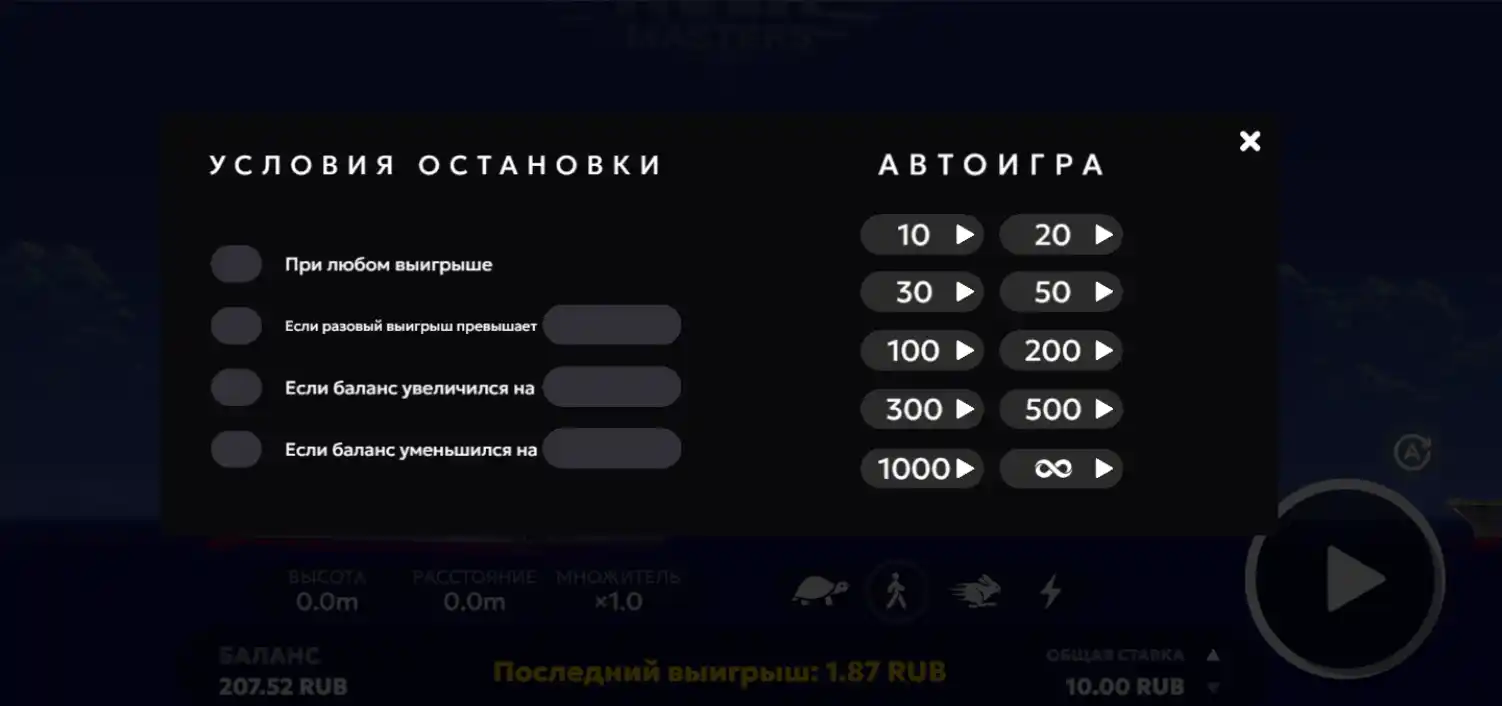 MASTERS
УСЛОВИЯ ОСТАНОВКИ
При любом выигрыше
Если разовый выигрыш превышает
Если баланс увеличился на
Если баланс уменьшился на
АВТОИГРА
10 20
30 50
100 200
300 500
1000 ∞
ВЫСОТА РАССТОЯНИЕ МНОЖИТЕЛЬ
0.0m 0.0m ×1.0
БАЛАНС
207.52 RUB
Последний выигрыш: 1.87 RUB
ОБЩАЯ СТАВКА
10.00 RUB
A